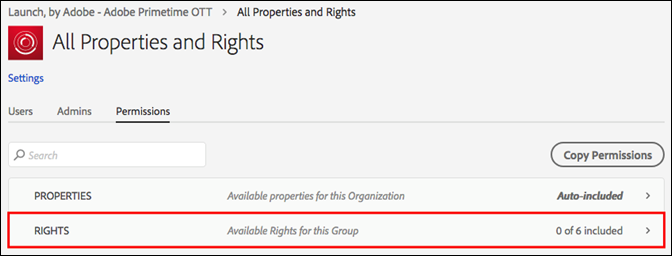 Launch, by Adobe - Adobe Primetime OTT > All Properties and Rights
All Properties and Rights
Settings
Users Admins Permissions
Search Copy Permissions
PROPERTIES Available properties for this Organization Auto-included >
RIGHTS Available Rights for this Group 0 of 6 included >